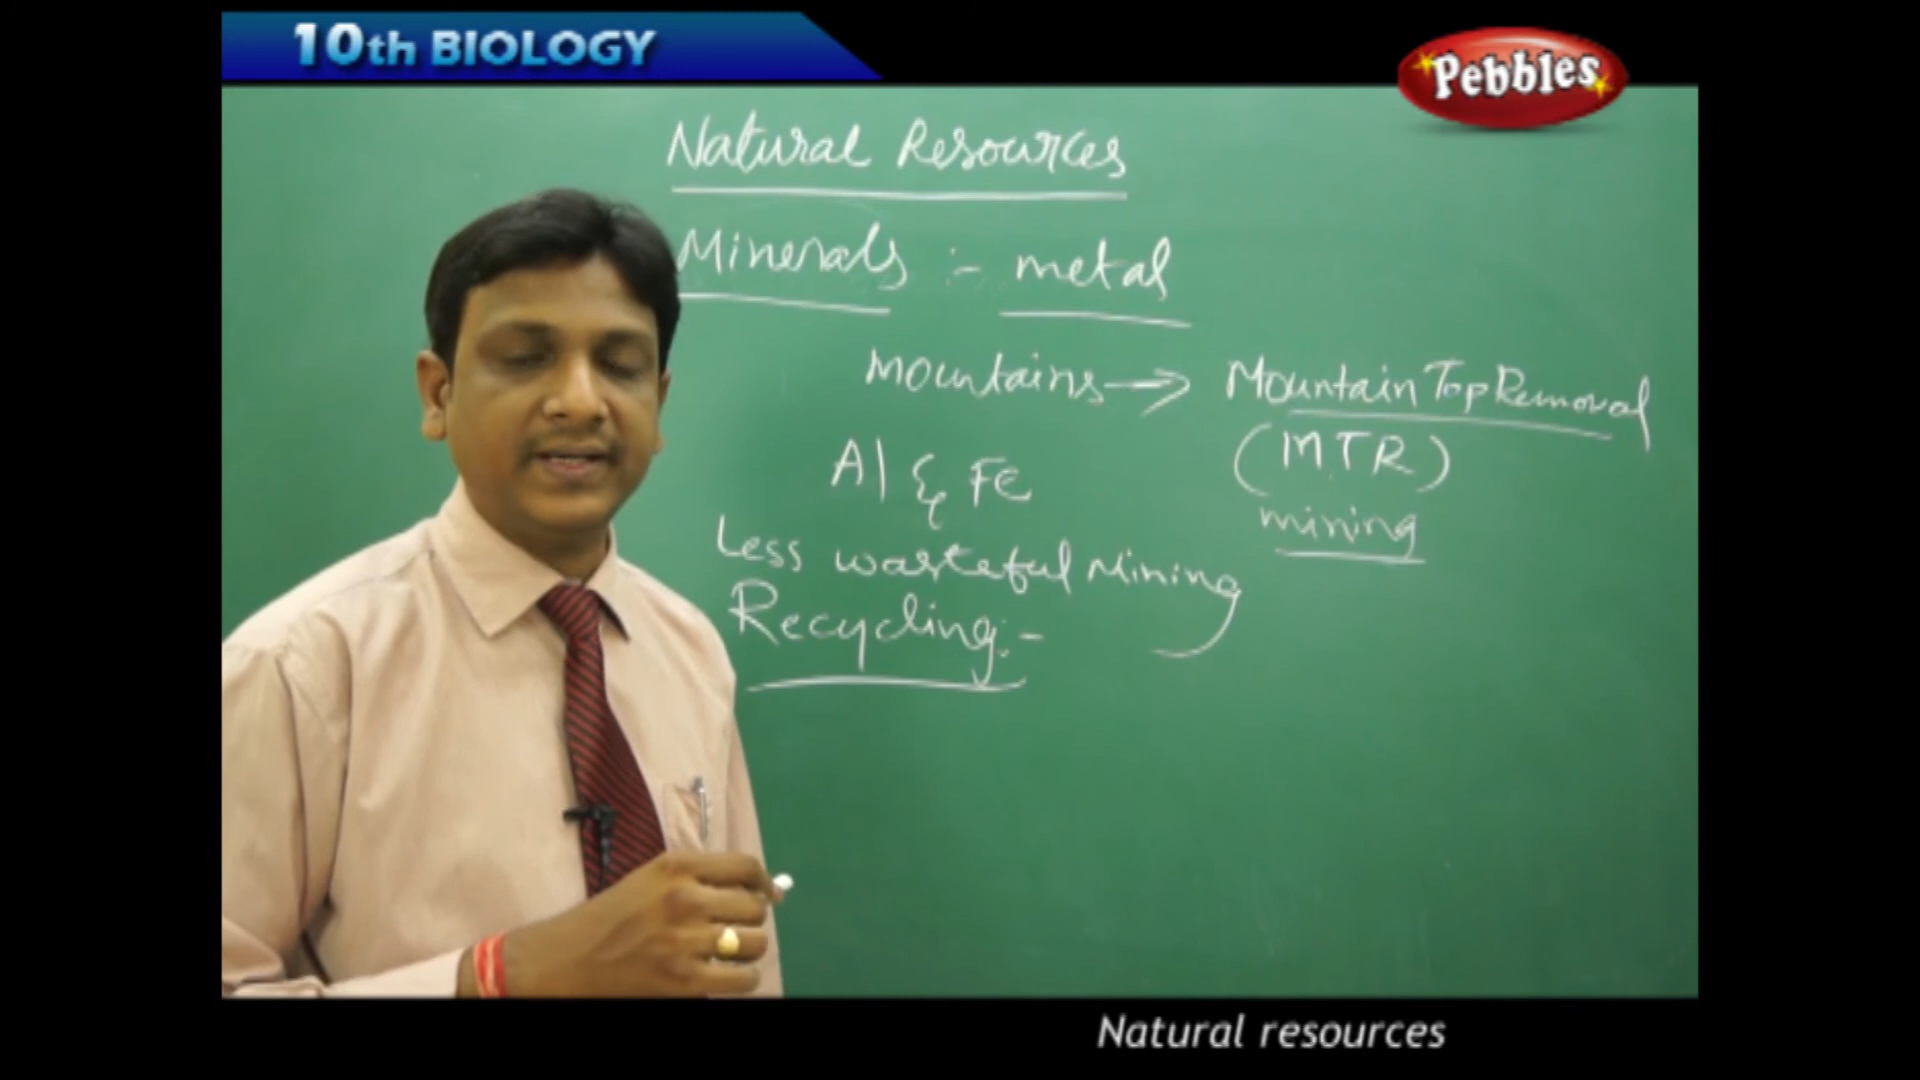 10th BIOLOGY
Pebbles
Natural Resources
Minerals :- metal
Mountains → Mountain Top Removal
(M.T.R)
mining
Al & Fe
Less wasteful Mining
Recycling:-
Natural resources